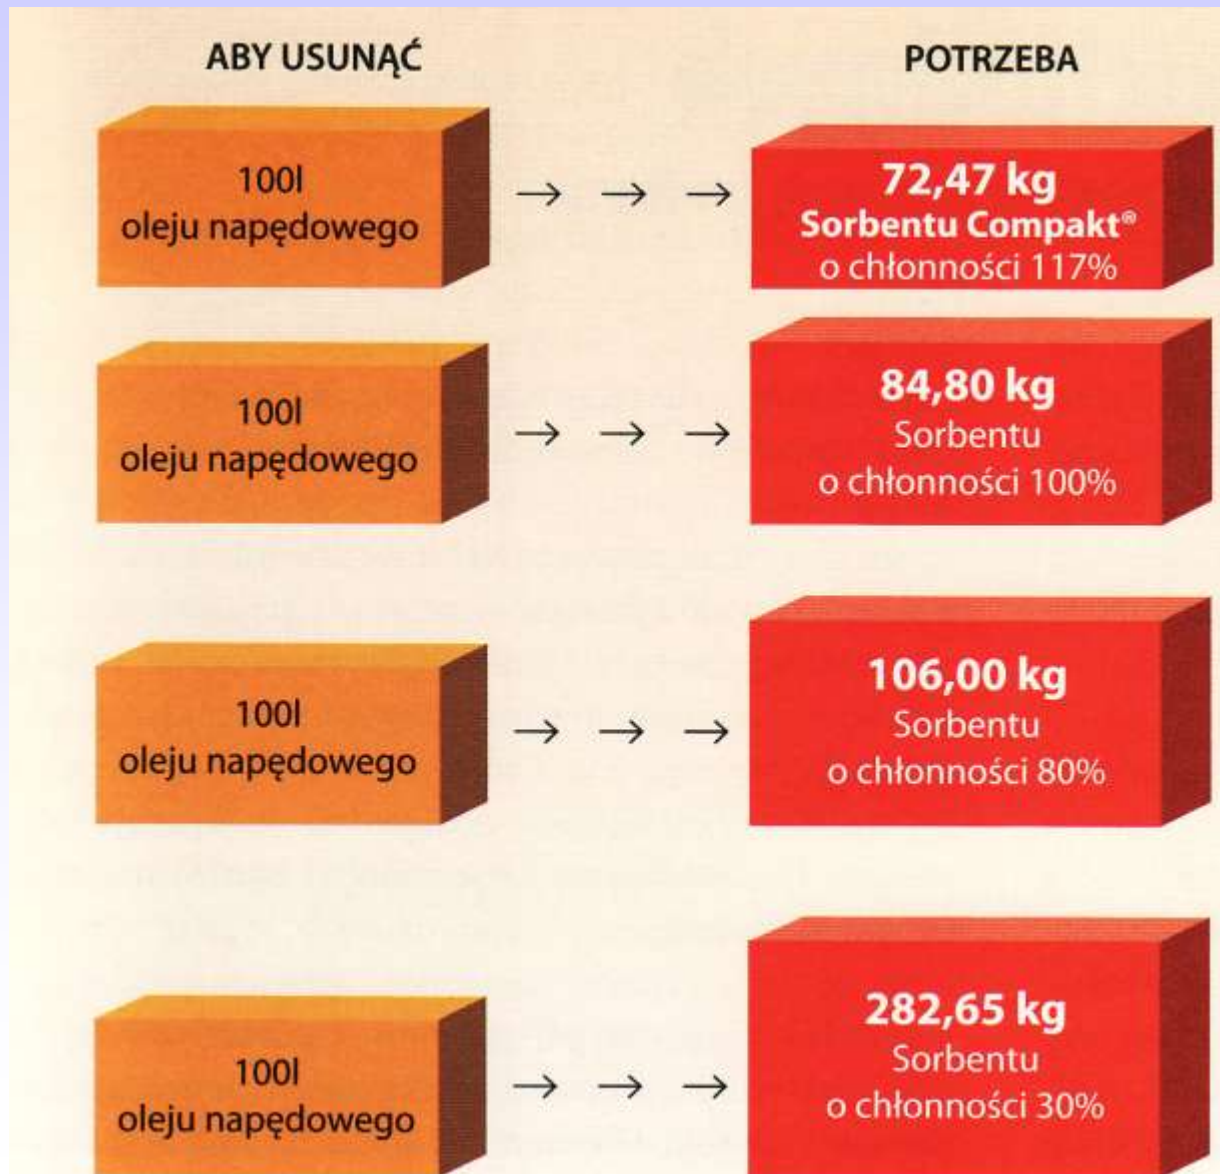 ABY USUNĄĆ
POTRZEBA
100l
oleju napędowego
→ → →
72,47 kg
Sorbentu Compakt®
o chłonności 117%
100l
oleju napędowego
→ → →
84,80 kg
Sorbentu
o chłonności 100%
100l
oleju napędowego
→ → →
106,00 kg
Sorbentu
o chłonności 80%
100l
oleju napędowego
→ → →
282,65 kg
Sorbentu
o chłonności 30%